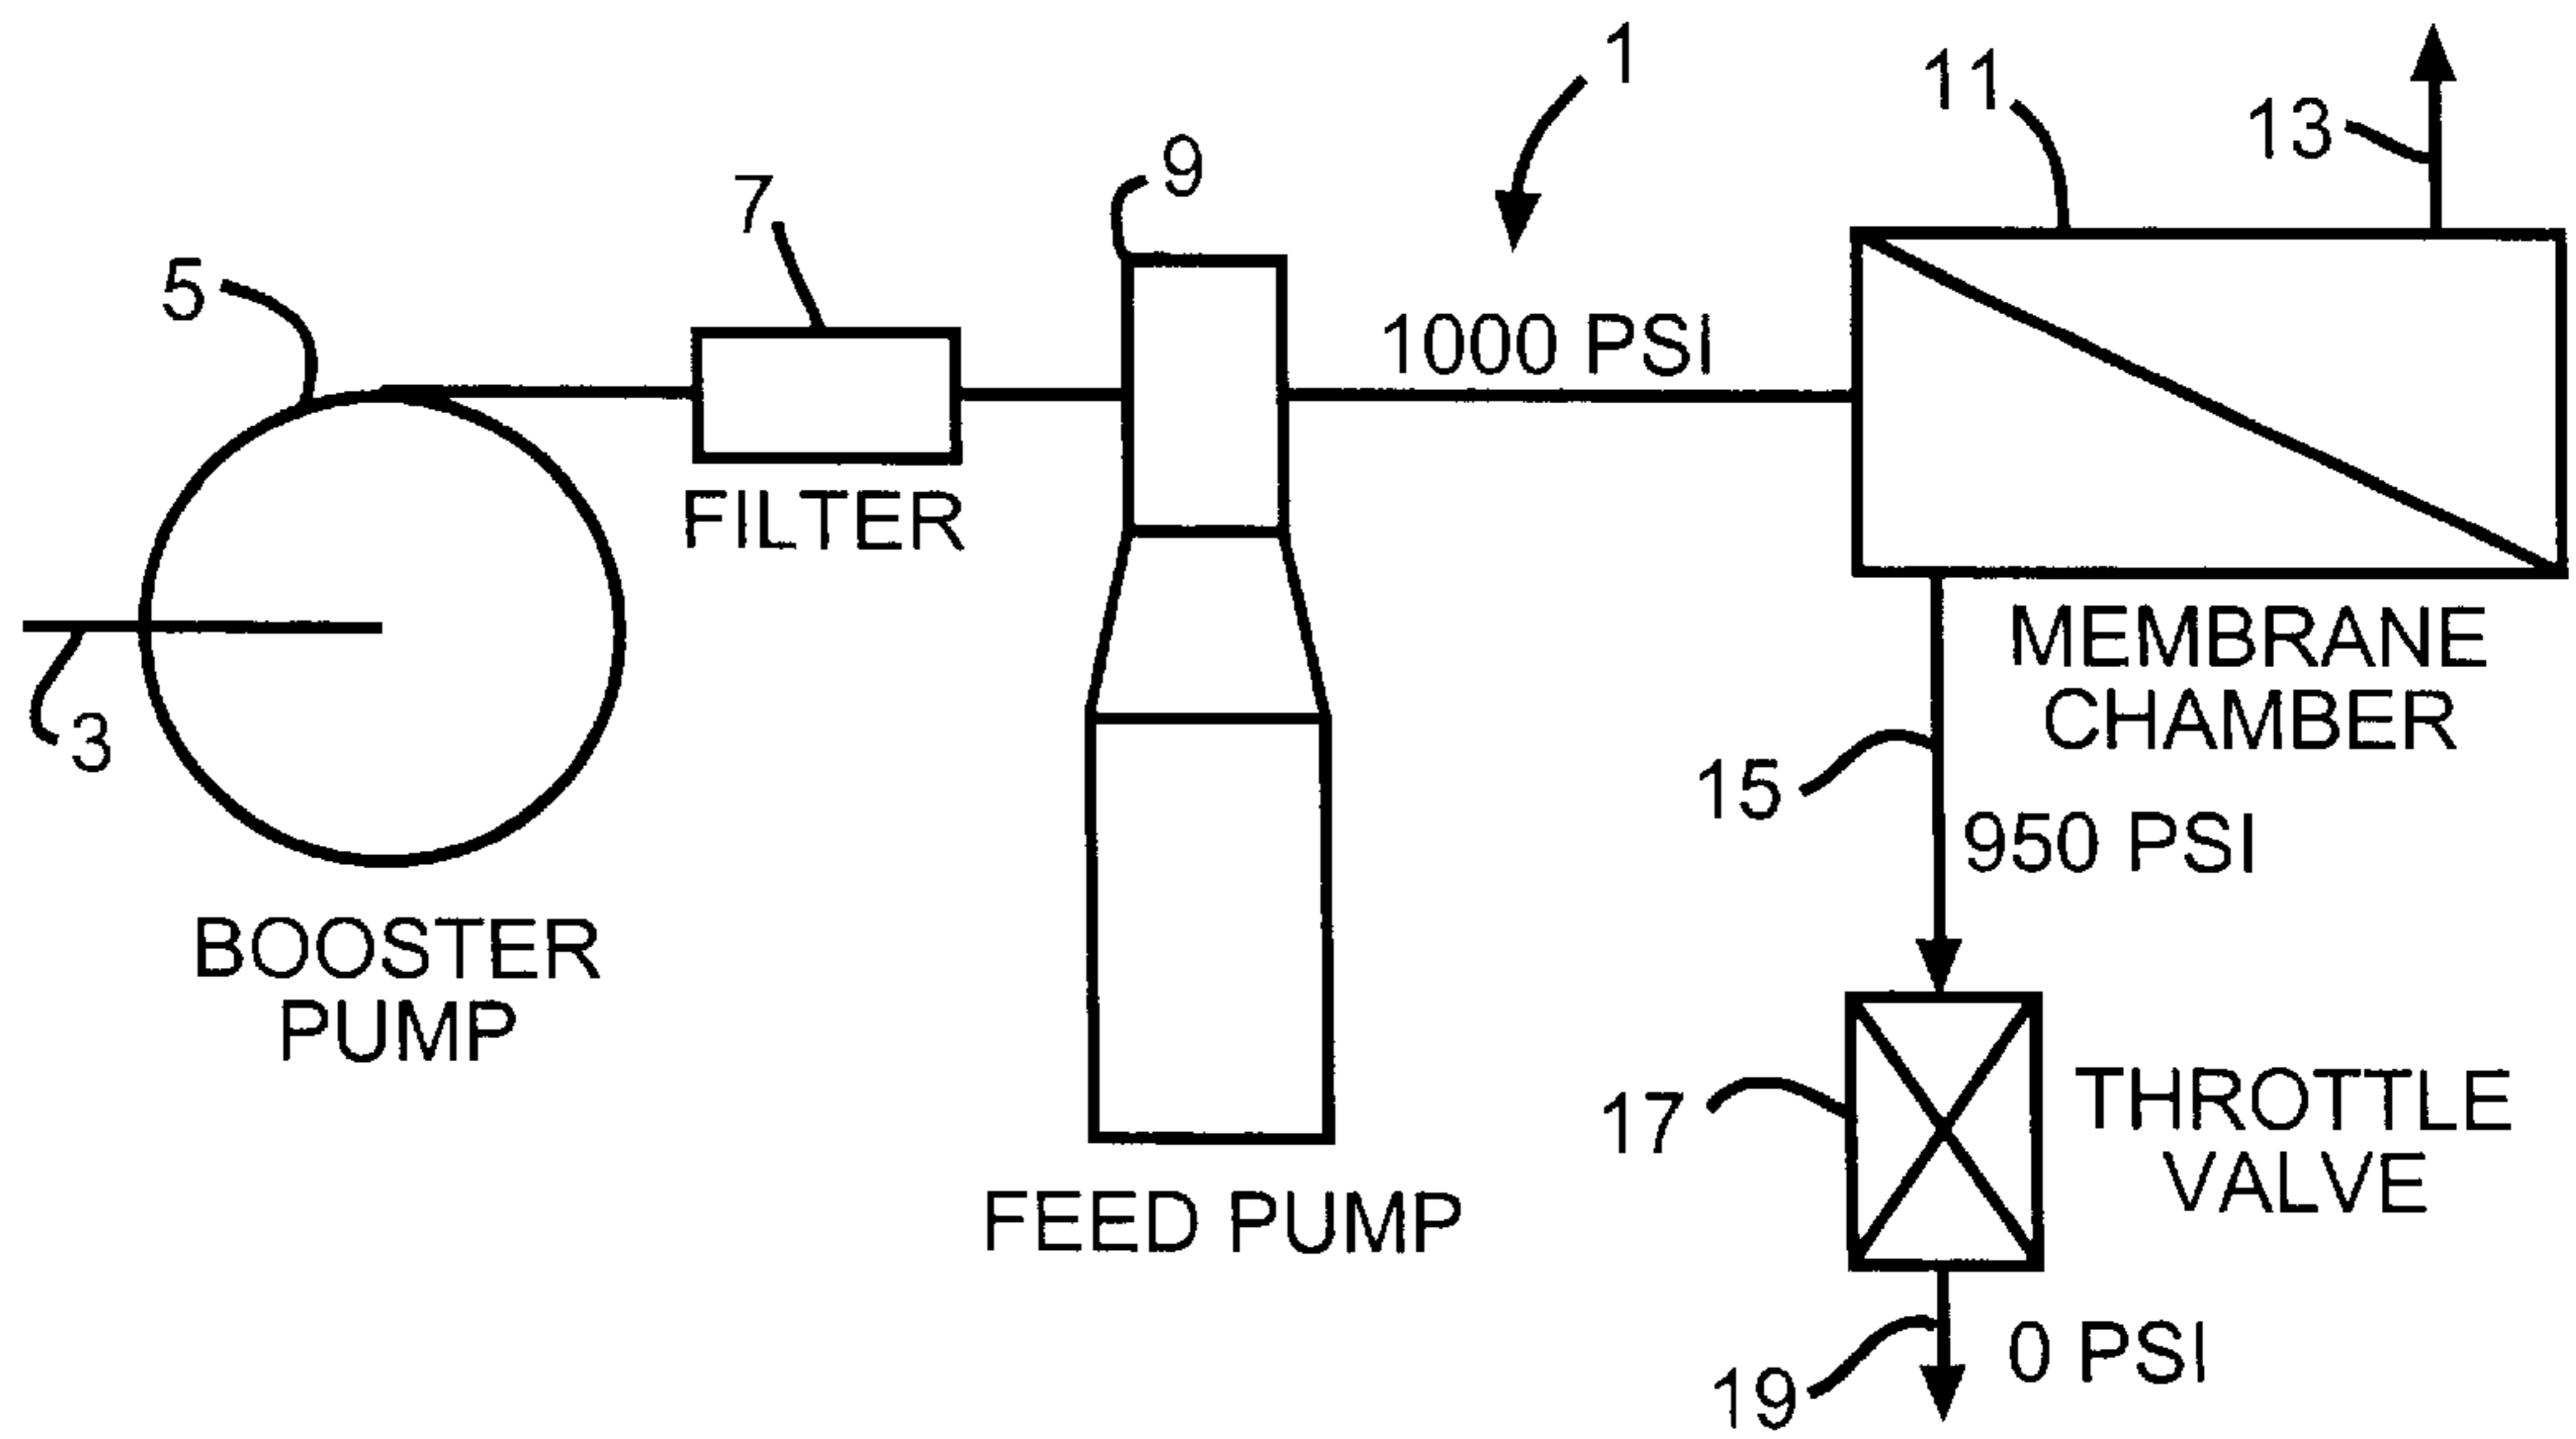 1
11
13
9
7
5
1000 PSI
FILTER
3
MEMBRANE
CHAMBER
15
950 PSI
BOOSTER
PUMP
17
THROTTLE
VALVE
FEED PUMP
19
0 PSI